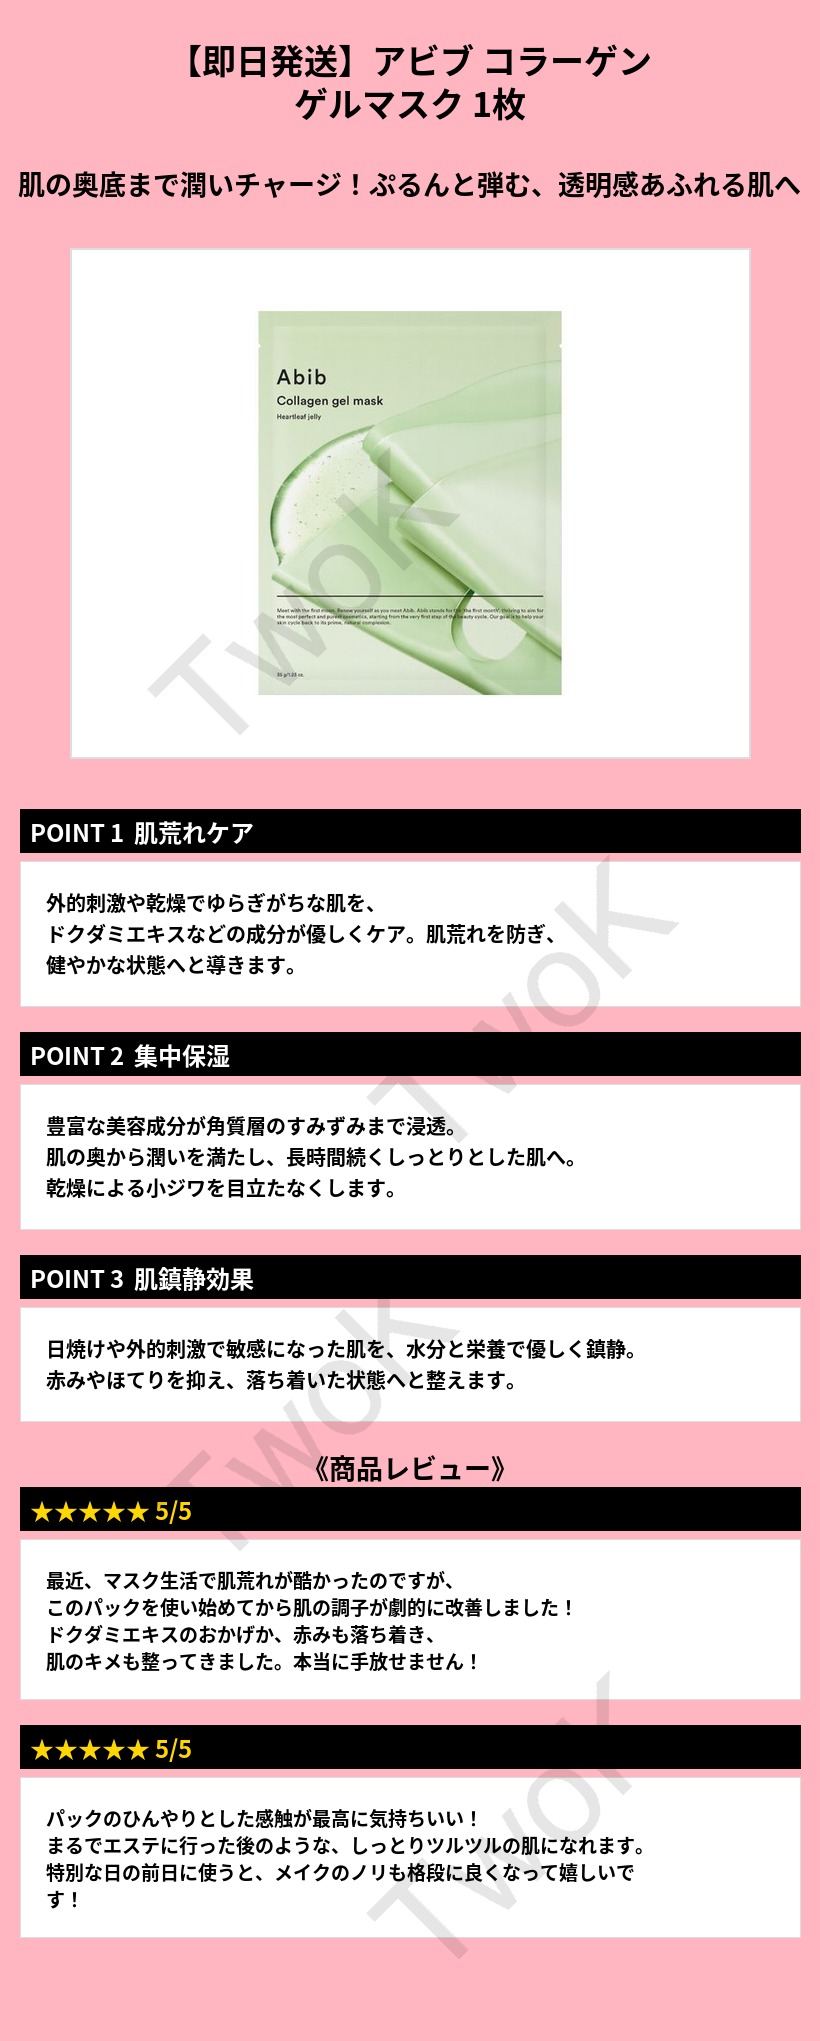 【即日発送】アビブ コラーゲン
ゲルマスク 1枚
肌の奥底まで潤いチャージ！ぷるんと弾む、透明感あふれる肌へ
Abib
Collagen gel mask
Heartleaf jelly
Meet with the first moon. Renew yourself as you meet Abib. Abib stands for the 'the first month', thriving to aim for
the most perfect and purest cosmetics, starting from the very first step of the beauty cycle. Our goal is to help your
skin cycle back to its prime, natural complexion.
35 g/1.23 oz.
TwoK
POINT 1 肌荒れケア
外的刺激や乾燥でゆらぎがちな肌を、
ドクダミエキスなどの成分が優しくケア。肌荒れを防ぎ、
健やかな状態へと導きます。
TwoK
POINT 2 集中保湿
豊富な美容成分が角質層のすみずみまで浸透。
肌の奥から潤いを満たし、長時間続くしっとりとした肌へ。
乾燥による小ジワを目立たなくします。
POINT 3 肌鎮静効果
日焼けや外的刺激で敏感になった肌を、水分と栄養で優しく鎮静。
赤みやほてりを抑え、落ち着いた状態へと整えます。
TwoK
《商品レビュー》
★★★★★ 5/5
最近、マスク生活で肌荒れが酷かったのですが、
このパックを使い始めてから肌の調子が劇的に改善しました！
ドクダミエキスのおかげか、赤みも落ち着き、
肌のキメも整ってきました。本当に手放せません！
★★★★★ 5/5
パックのひんやりとした感触が最高に気持ちいい！
まるでエステに行った後のような、しっとりツルツルの肌になれます。
特別な日の前日に使うと、メイクのノリも格段に良くなって嬉しいで
す！
TwoK